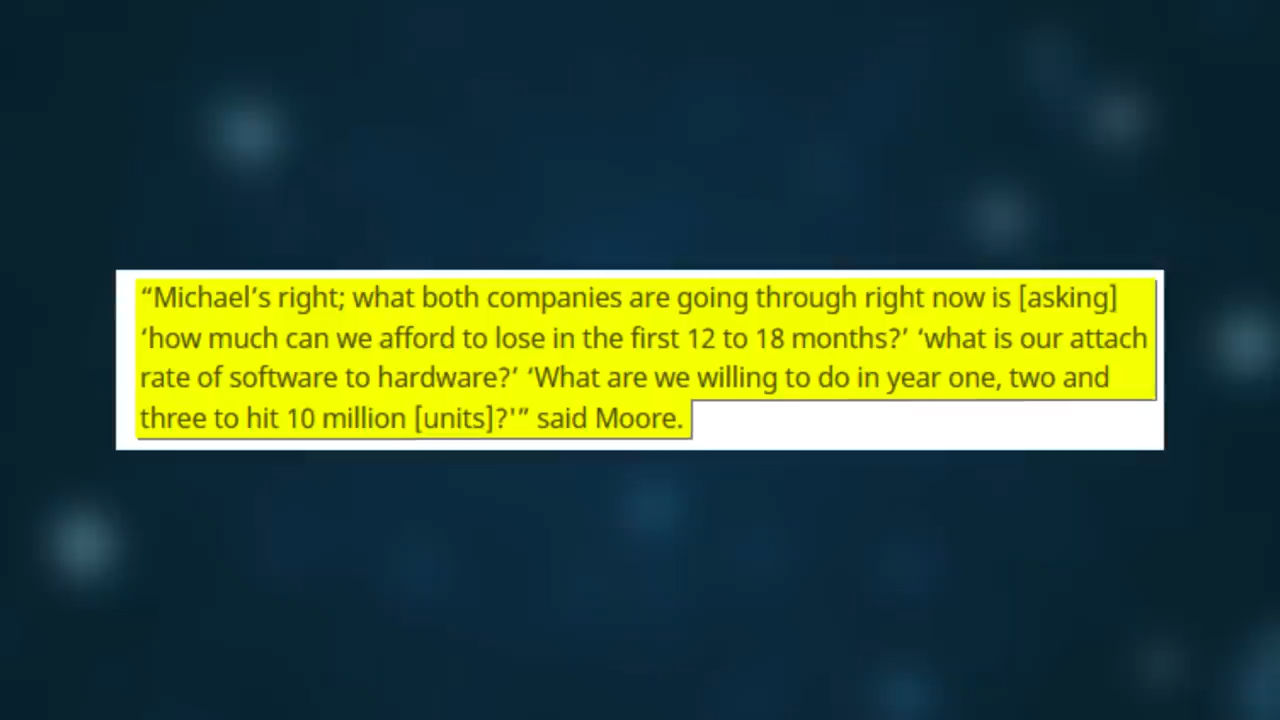 “Michael’s right; what both companies are going through right now is [asking]
‘how much can we afford to lose in the first 12 to 18 months?’ ‘what is our attach
rate of software to hardware?’ ‘What are we willing to do in year one, two and
three to hit 10 million [units]?'” said Moore.